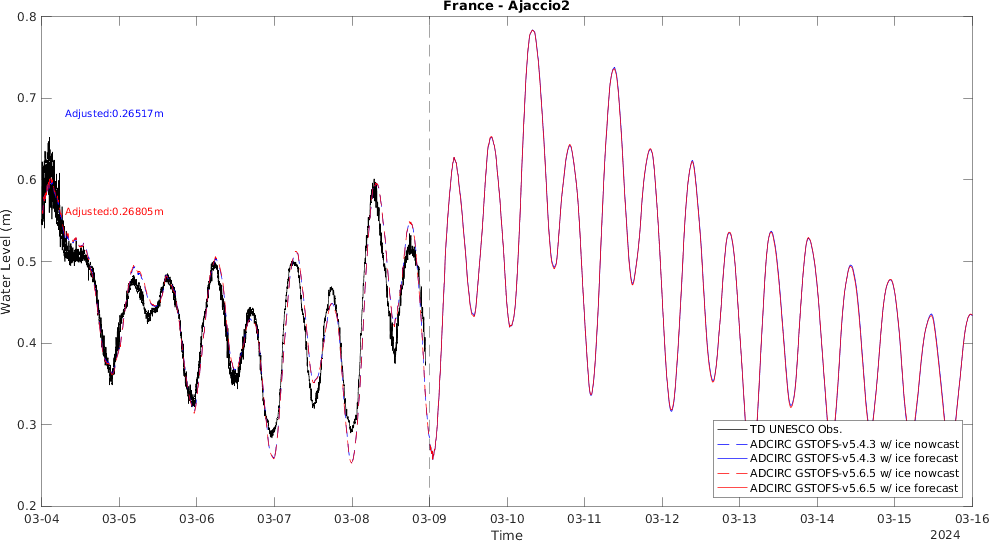 France - Ajaccio2
0.8
0.7
0.6
0.5
0.4
0.3
0.2
Water Level (m)
Adjusted:0.26517m
Adjusted:0.26805m
TD UNESCO Obs.
ADCIRC GSTOFS-v5.4.3 w/ ice nowcast
ADCIRC GSTOFS-v5.4.3 w/ ice forecast
ADCIRC GSTOFS-v5.6.5 w/ ice nowcast
ADCIRC GSTOFS-v5.6.5 w/ ice forecast
03-04 03-05 03-06 03-07 03-08 03-09 03-10 03-11 03-12 03-13 03-14 03-15 03-16
Time
2024